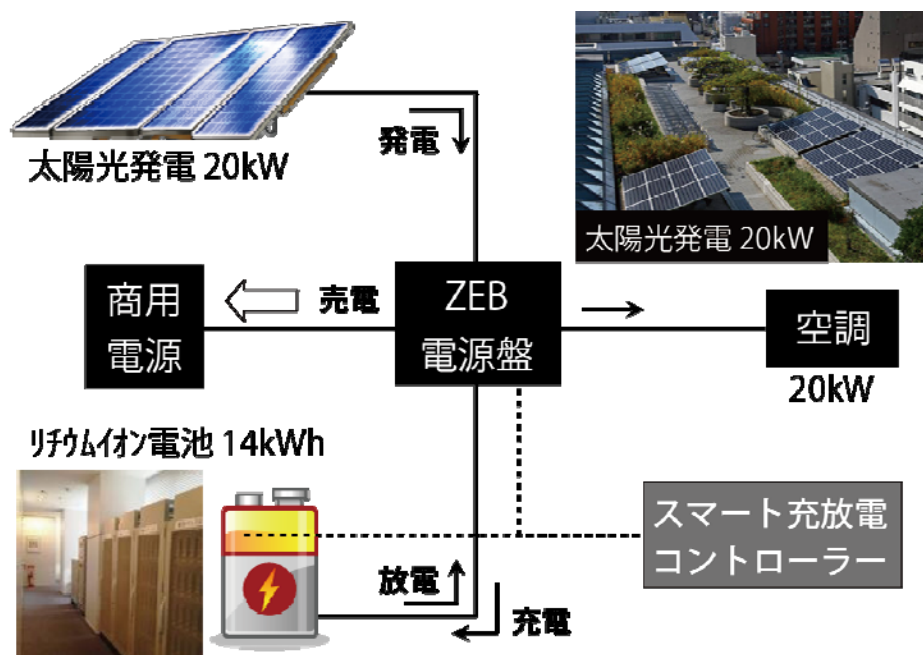 発電
太陽光発電 20kW
太陽光発電 20kW
商用
電源
売電
ZEB
電源盤
空調
20kW
リチウムイオン電池 14kWh
スマート充放電
コントローラー
放電
充電